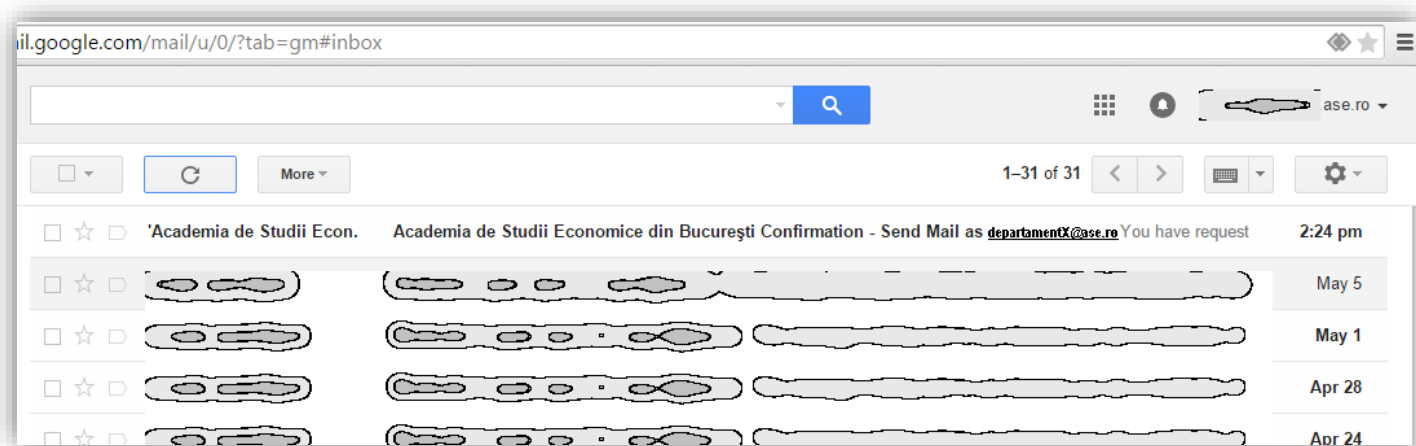 il.google.com/mail/u/0/?tab=gm#inbox
ase.ro
More
1–31 of 31
'Academia de Studii Econ. Academia de Studii Economice din Bucureşti Confirmation - Send Mail as departamentX@ase.ro You have request 2:24 pm
May 5
May 1
Apr 28
Apr 24